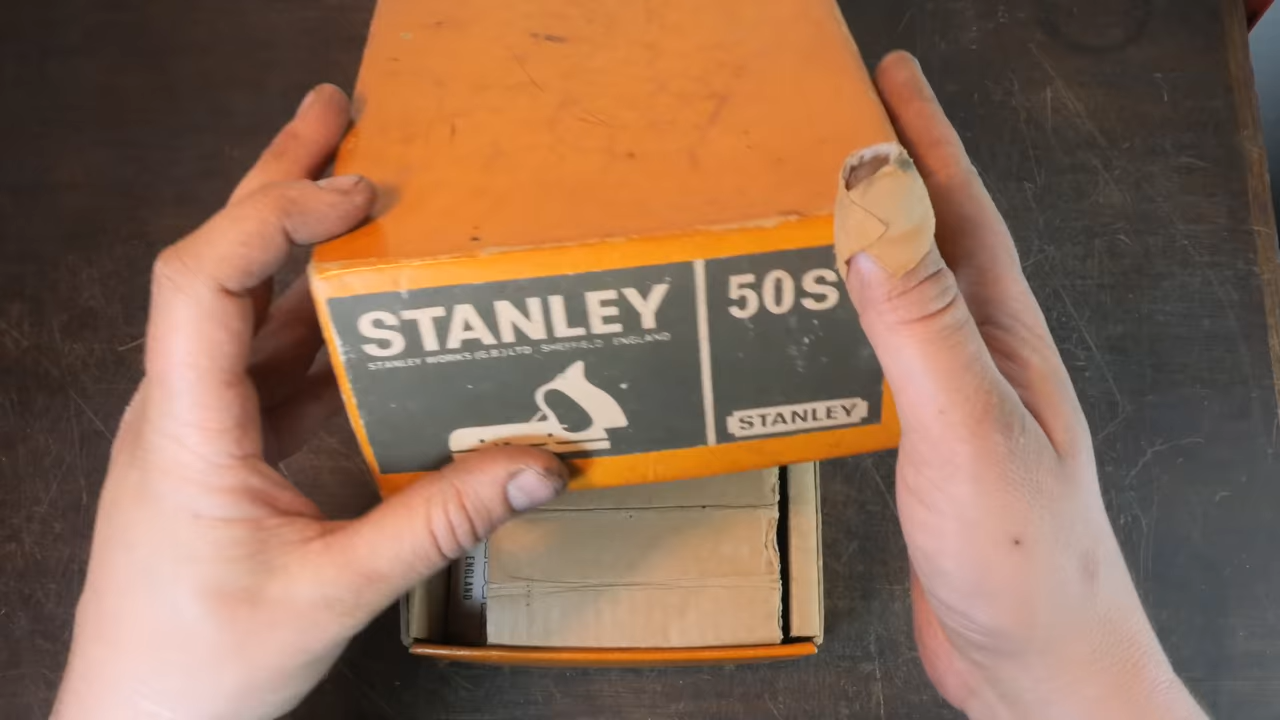 STANLEY
STANLEY WORKS (G.B.) LTD SHEFFIELD ENGLAND
50S
STANLEY
ENGLAND